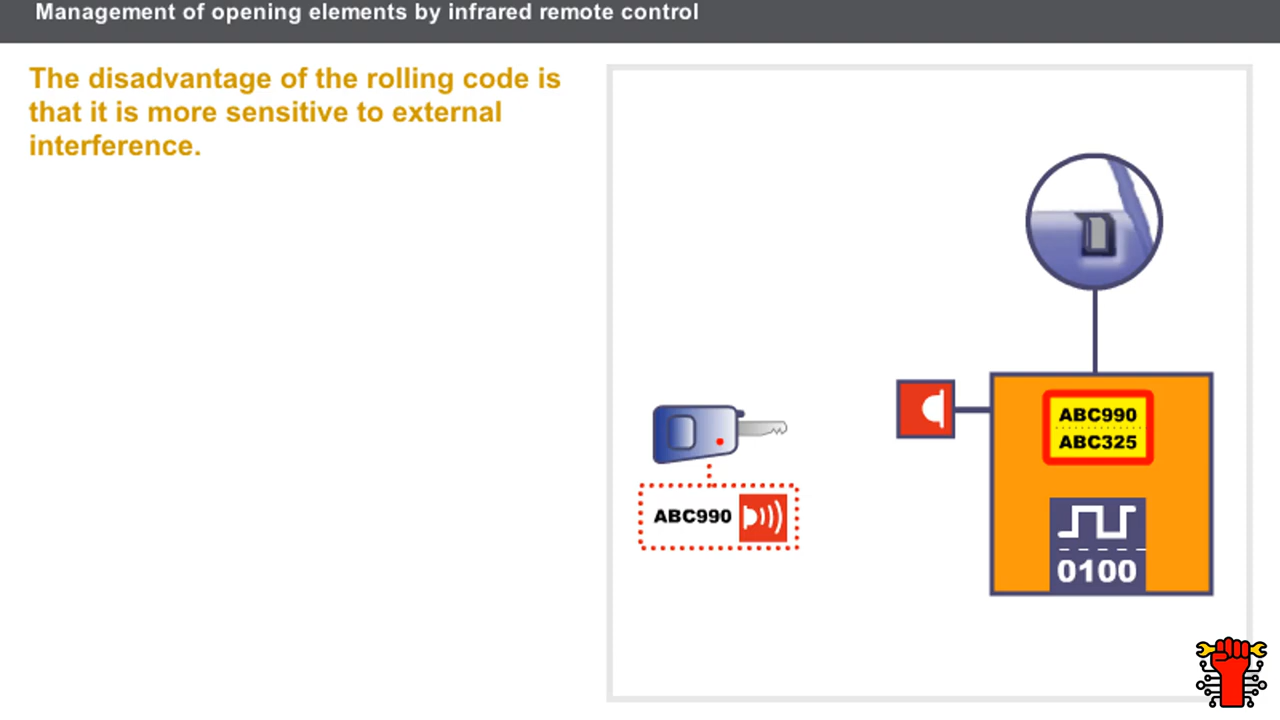 Management of opening elements by infrared remote control
The disadvantage of the rolling code is
that it is more sensitive to external
interference.
ABC990
ABC325
ABC990
0100